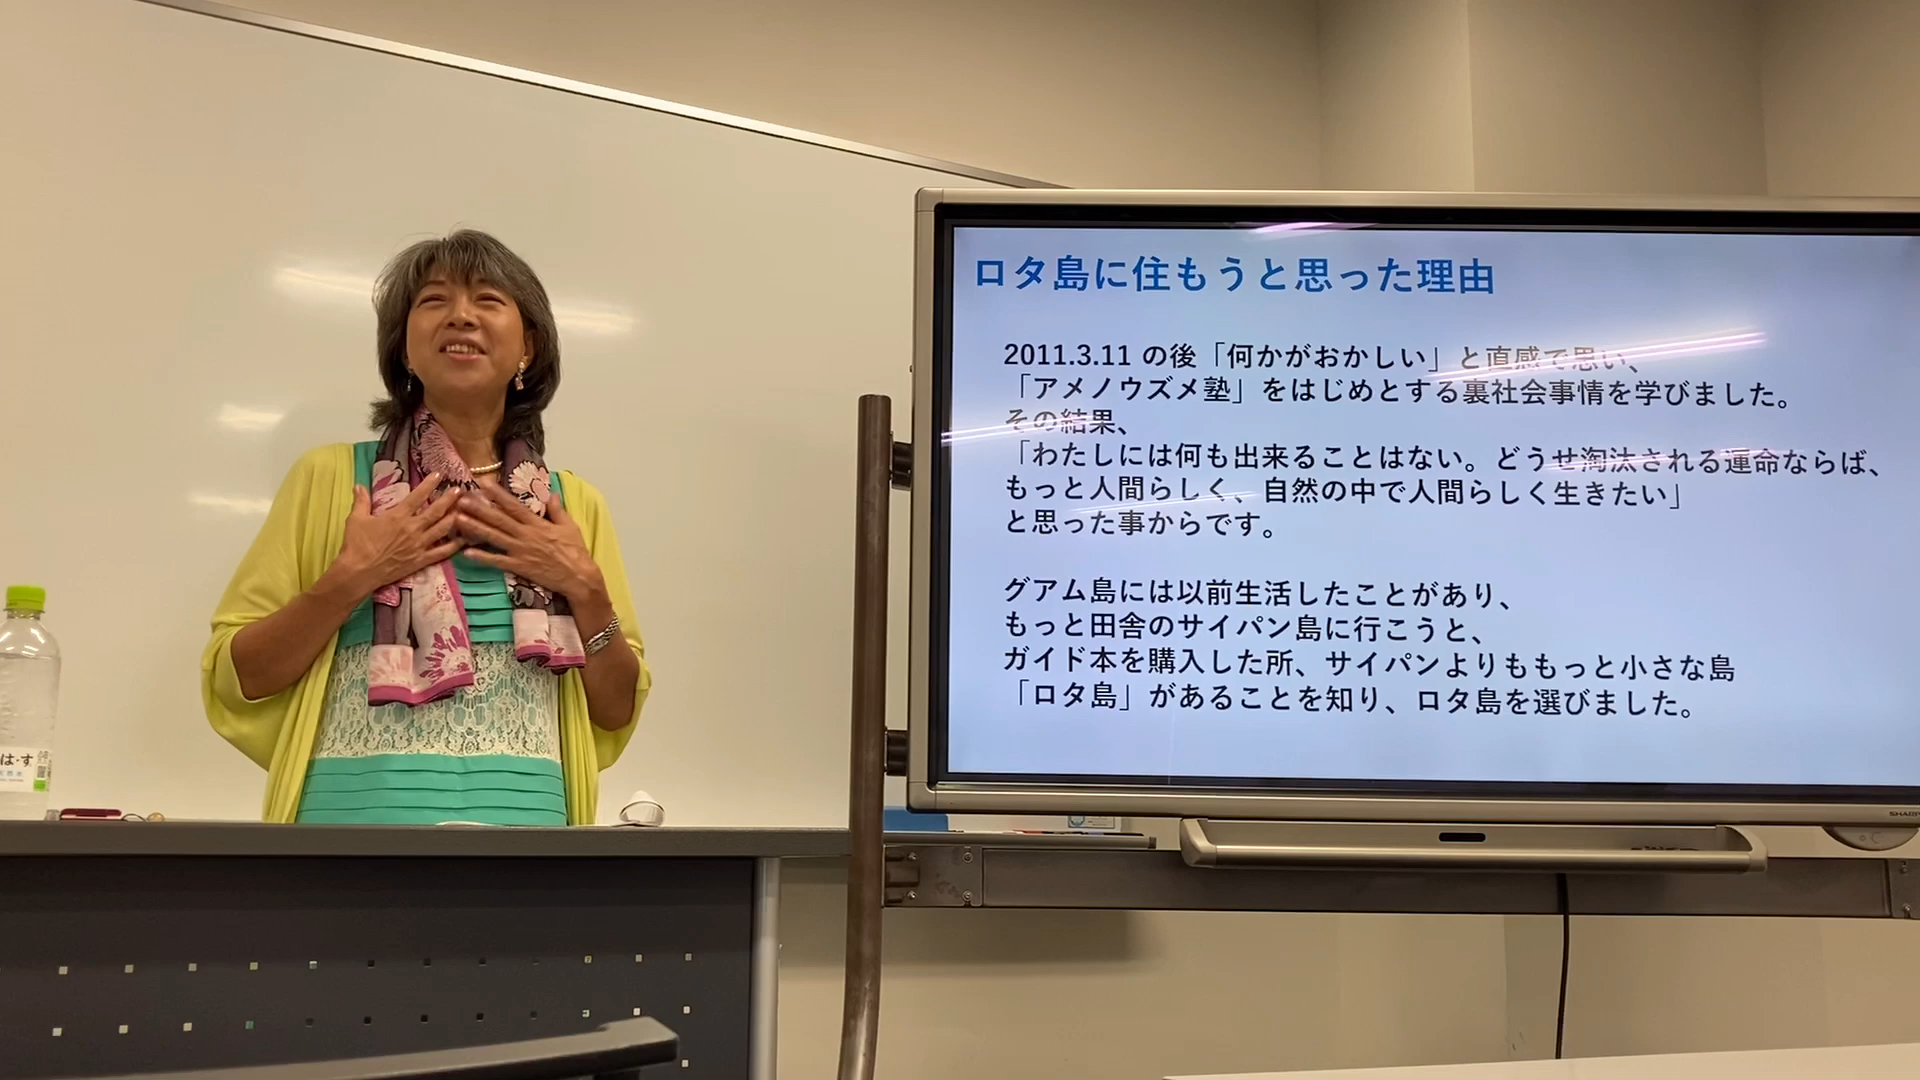 ロタ島に住もうと思った理由
2011.3.11 の後「何かがおかしい」と直感で思い、
「アメノウズメ塾」をはじめとする裏社会事情を学びました。
その結果、
「わたしには何も出来ることはない。どうせ淘汰される運命ならば、
もっと人間らしく、自然の中で人間らしく生きたい」
と思った事からです。
グアム島には以前生活したことがあり、
もっと田舎のサイパン島に行こうと、
ガイド本を購入した所、サイパンよりももっと小さな島
「ロタ島」があることを知り、ロタ島を選びました。
は・す
SHARP